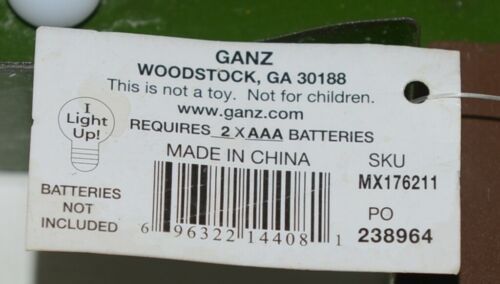 GANZ
WOODSTOCK, GA 30188
This is not a toy. Not for children.
www.ganz.com
REQUIRES 2 X AAA BATTERIES
I
Light
Up!
BATTERIES
NOT
INCLUDED
MADE IN CHINA
6 96322 14408 1
SKU
MX176211
PO
238964